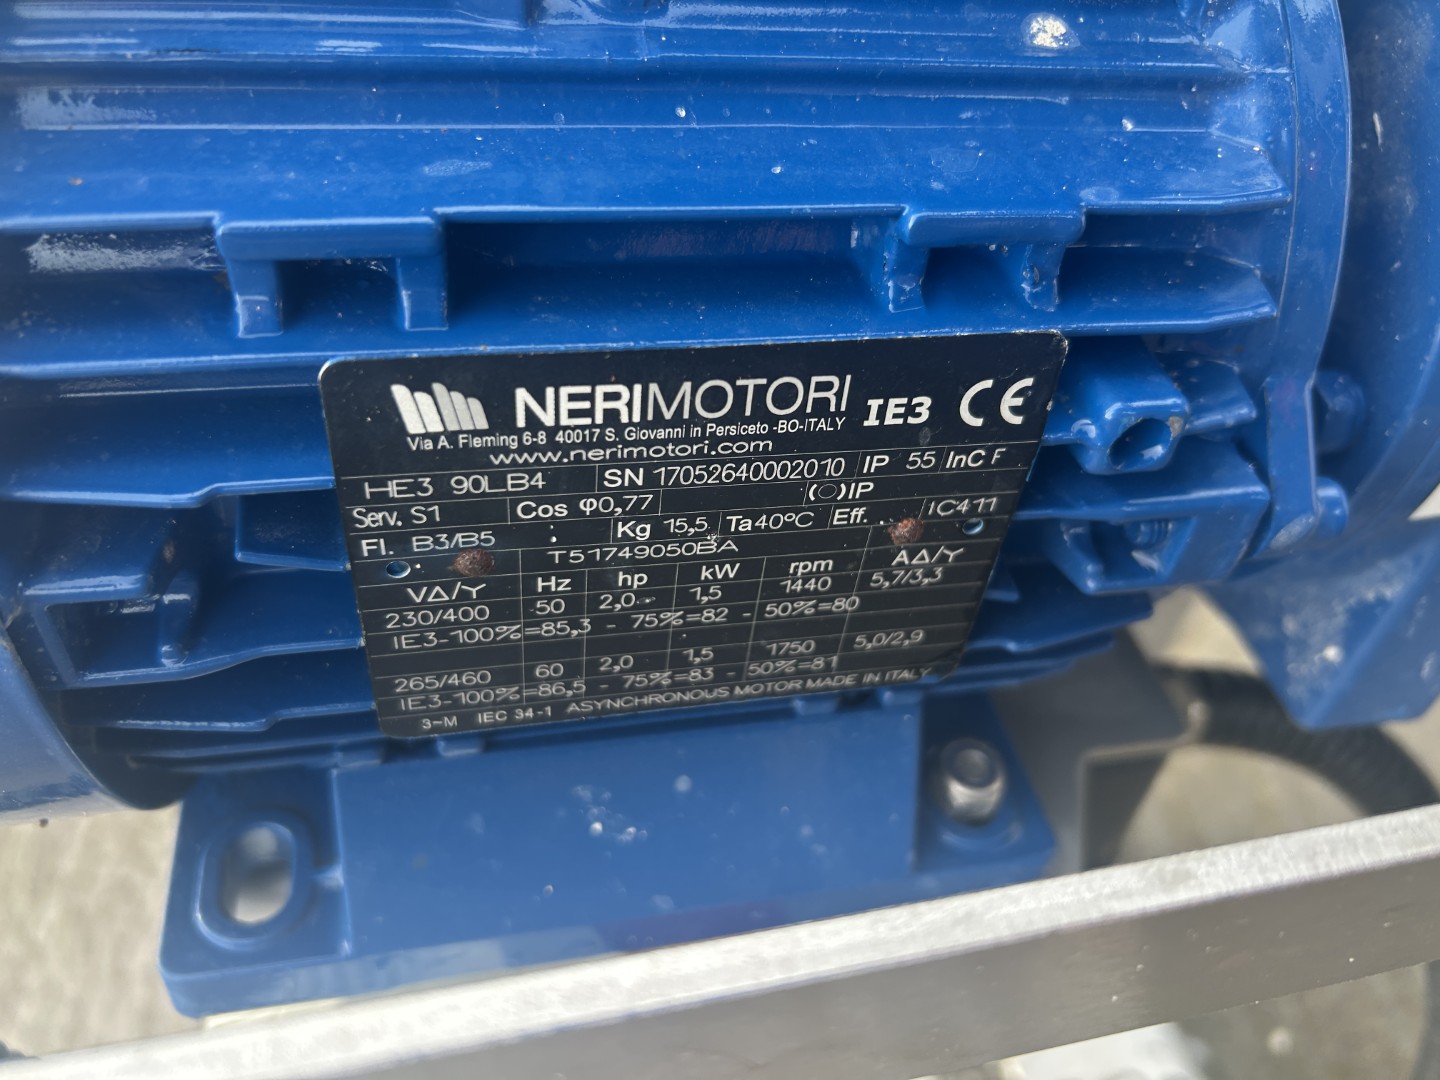 NERIMOTORI IE3 CE
Via A. Fleming 6-8 40017 S. Giovanni in Persiceto -BO-ITALY
www.nerimotori.com
HE3 90LB4 SN 17052640002010 IP 55 InC F
Serv. S1 Cos φ0,77 (○)IP
Fl. B3/B5 Kg 15,5 Ta40°C Eff. IC411
T51749050BA
VΔ/Y Hz hp kW rpm AΔ/Y
230/400 50 2,0 1,5 1440 5,7/3,3
IE3-100%=85,3 - 75%=82 - 50%=80
265/460 60 2,0 1,5 1750 5,0/2,9
IE3-100%=86,5 - 75%=83 - 50%=81
3~M IEC 34-1 ASYNCHRONOUS MOTOR MADE IN ITALY